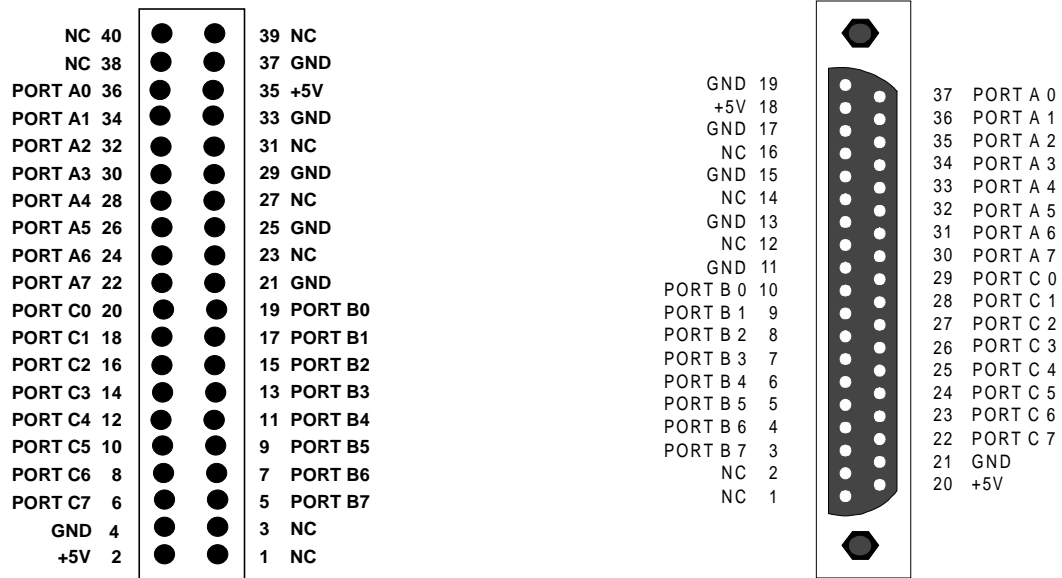 NC 40 39 NC
NC 38 37 GND
PORT A0 36 35 +5V
PORT A1 34 33 GND
PORT A2 32 31 NC
PORT A3 30 29 GND
PORT A4 28 27 NC
PORT A5 26 25 GND
PORT A6 24 23 NC
PORT A7 22 21 GND
PORT C0 20 19 PORT B0
PORT C1 18 17 PORT B1
PORT C2 16 15 PORT B2
PORT C3 14 13 PORT B3
PORT C4 12 11 PORT B4
PORT C5 10 9 PORT B5
PORT C6 8 7 PORT B6
PORT C7 6 5 PORT B7
GND 4 3 NC
+5V 2 1 NC
GND 19
+5V 18
GND 17
NC 16
GND 15
NC 14
GND 13
NC 12
GND 11
PORT B 0 10
PORT B 1 9
PORT B 2 8
PORT B 3 7
PORT B 4 6
PORT B 5 5
PORT B 6 4
PORT B 7 3
NC 2
NC 1
37 PORT A 0
36 PORT A 1
35 PORT A 2
34 PORT A 3
33 PORT A 4
32 PORT A 5
31 PORT A 6
30 PORT A 7
29 PORT C 0
28 PORT C 1
27 PORT C 2
26 PORT C 3
25 PORT C 4
24 PORT C 5
23 PORT C 6
22 PORT C 7
21 GND
20 +5V